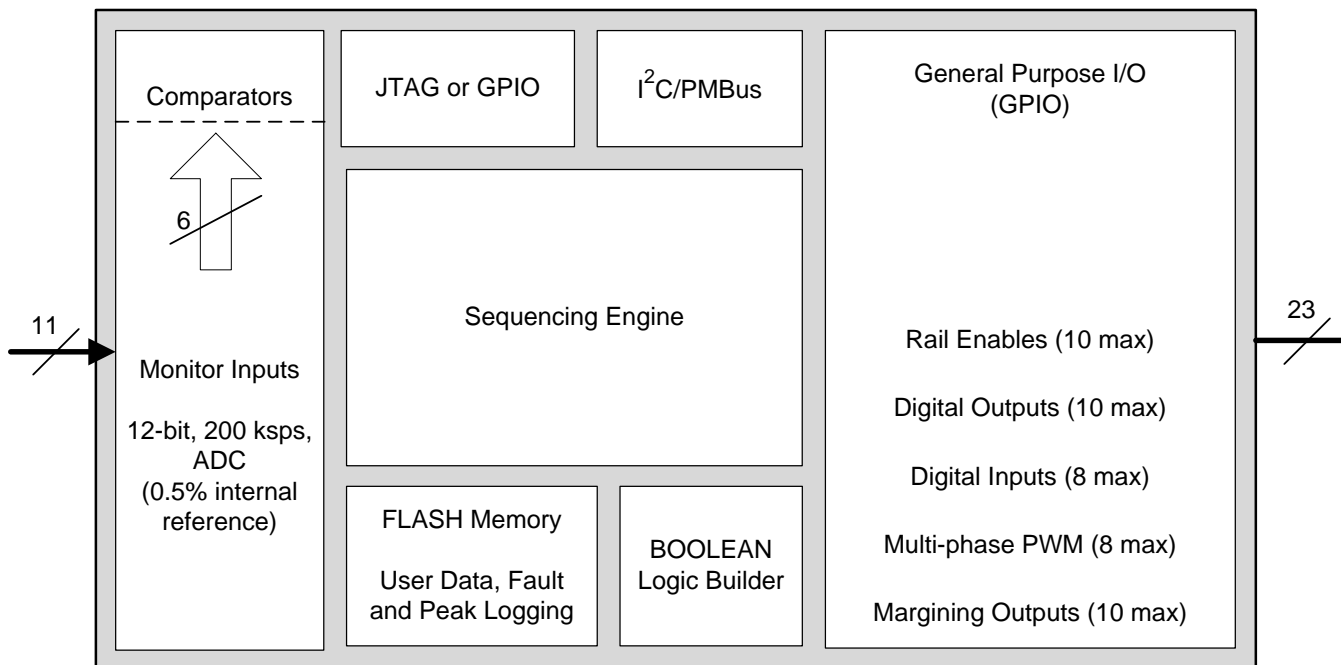 Comparators
6
11
Monitor Inputs
12-bit, 200 ksps,
ADC
(0.5% internal
reference)
JTAG or GPIO
I²C/PMBus
Sequencing Engine
FLASH Memory
User Data, Fault
and Peak Logging
BOOLEAN
Logic Builder
General Purpose I/O
(GPIO)
Rail Enables (10 max)
Digital Outputs (10 max)
Digital Inputs (8 max)
Multi-phase PWM (8 max)
Margining Outputs (10 max)
23